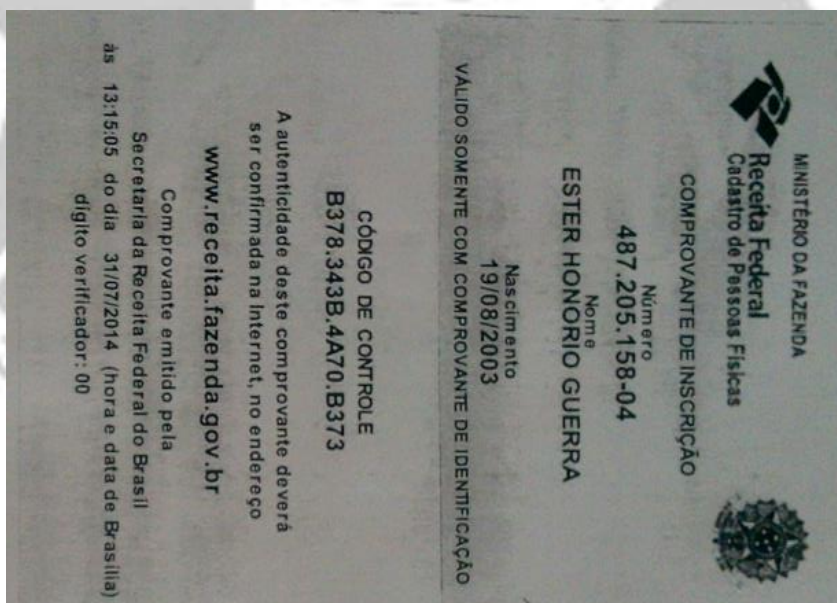 MINISTÉRIO DA FAZENDA
Receita Federal
Cadastro de Pessoas Físicas
COMPROVANTE DE INSCRIÇÃO
Número
487.205.158-04
Nome
ESTER HONORIO GUERRA
Nascimento
19/08/2003
VÁLIDO SOMENTE COM COMPROVANTE DE IDENTIFICAÇÃO
CÓDIGO DE CONTROLE
B378.343B.4A70.B373
A autenticidade deste comprovante deverá
ser confirmada na Internet, no endereço
www.receita.fazenda.gov.br
Comprovante emitido pela
Secretaria da Receita Federal do Brasil
às 13:15:05 do dia 31/07/2014 (hora e data de Brasília)
dígito verificador: 00